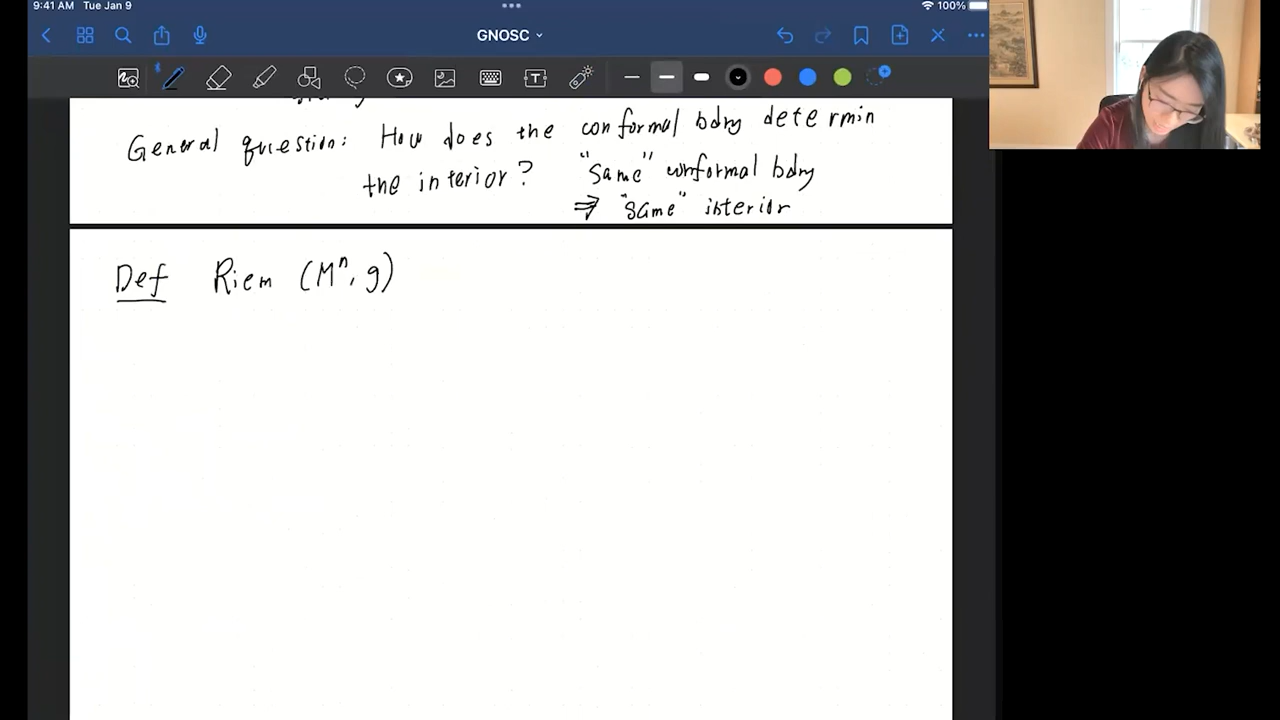 9:41 AM Tue Jan 9
100%
GNOSC
General question: How does the conformal bdry determin
the interior? "Same" conformal bdry
⇒ "same" interior
Def Riem (Mⁿ, g)